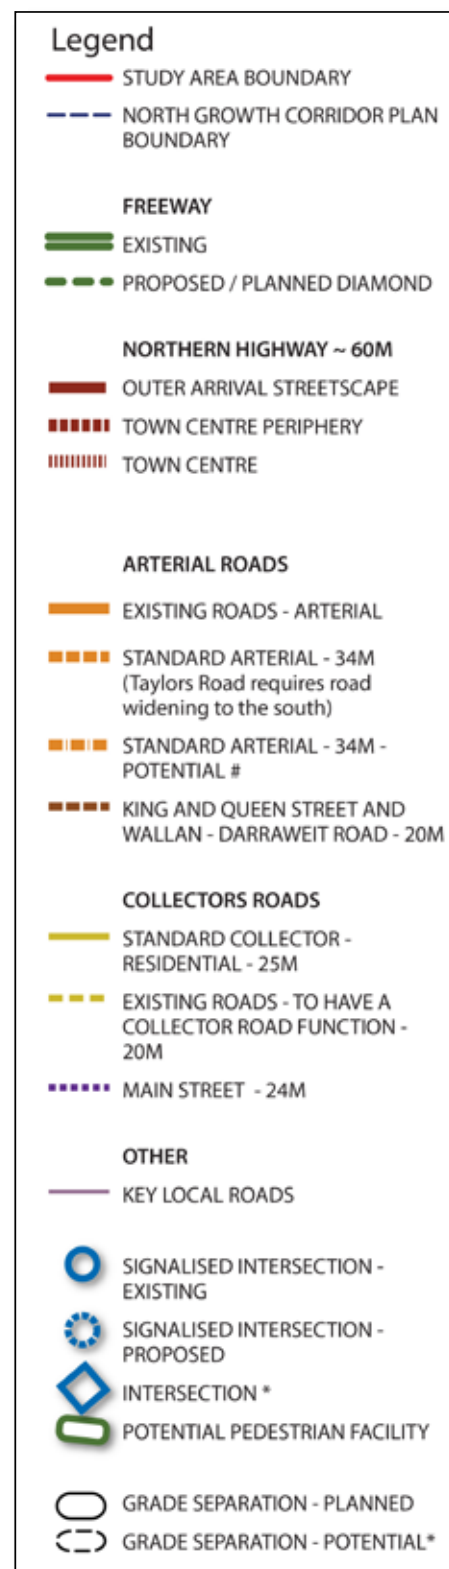 Legend
STUDY AREA BOUNDARY
NORTH GROWTH CORRIDOR PLAN
BOUNDARY
FREEWAY
EXISTING
PROPOSED / PLANNED DIAMOND
NORTHERN HIGHWAY ~ 60M
OUTER ARRIVAL STREETSCAPE
TOWN CENTRE PERIPHERY
TOWN CENTRE
ARTERIAL ROADS
EXISTING ROADS - ARTERIAL
STANDARD ARTERIAL - 34M
(Taylors Road requires road
widening to the south)
STANDARD ARTERIAL - 34M -
POTENTIAL #
KING AND QUEEN STREET AND
WALLAN - DARRAWEIT ROAD - 20M
COLLECTORS ROADS
STANDARD COLLECTOR -
RESIDENTIAL - 25M
EXISTING ROADS - TO HAVE A
COLLECTOR ROAD FUNCTION -
20M
MAIN STREET - 24M
OTHER
KEY LOCAL ROADS
SIGNALISED INTERSECTION -
EXISTING
SIGNALISED INTERSECTION -
PROPOSED
INTERSECTION *
POTENTIAL PEDESTRIAN FACILITY
GRADE SEPARATION - PLANNED
GRADE SEPARATION - POTENTIAL*